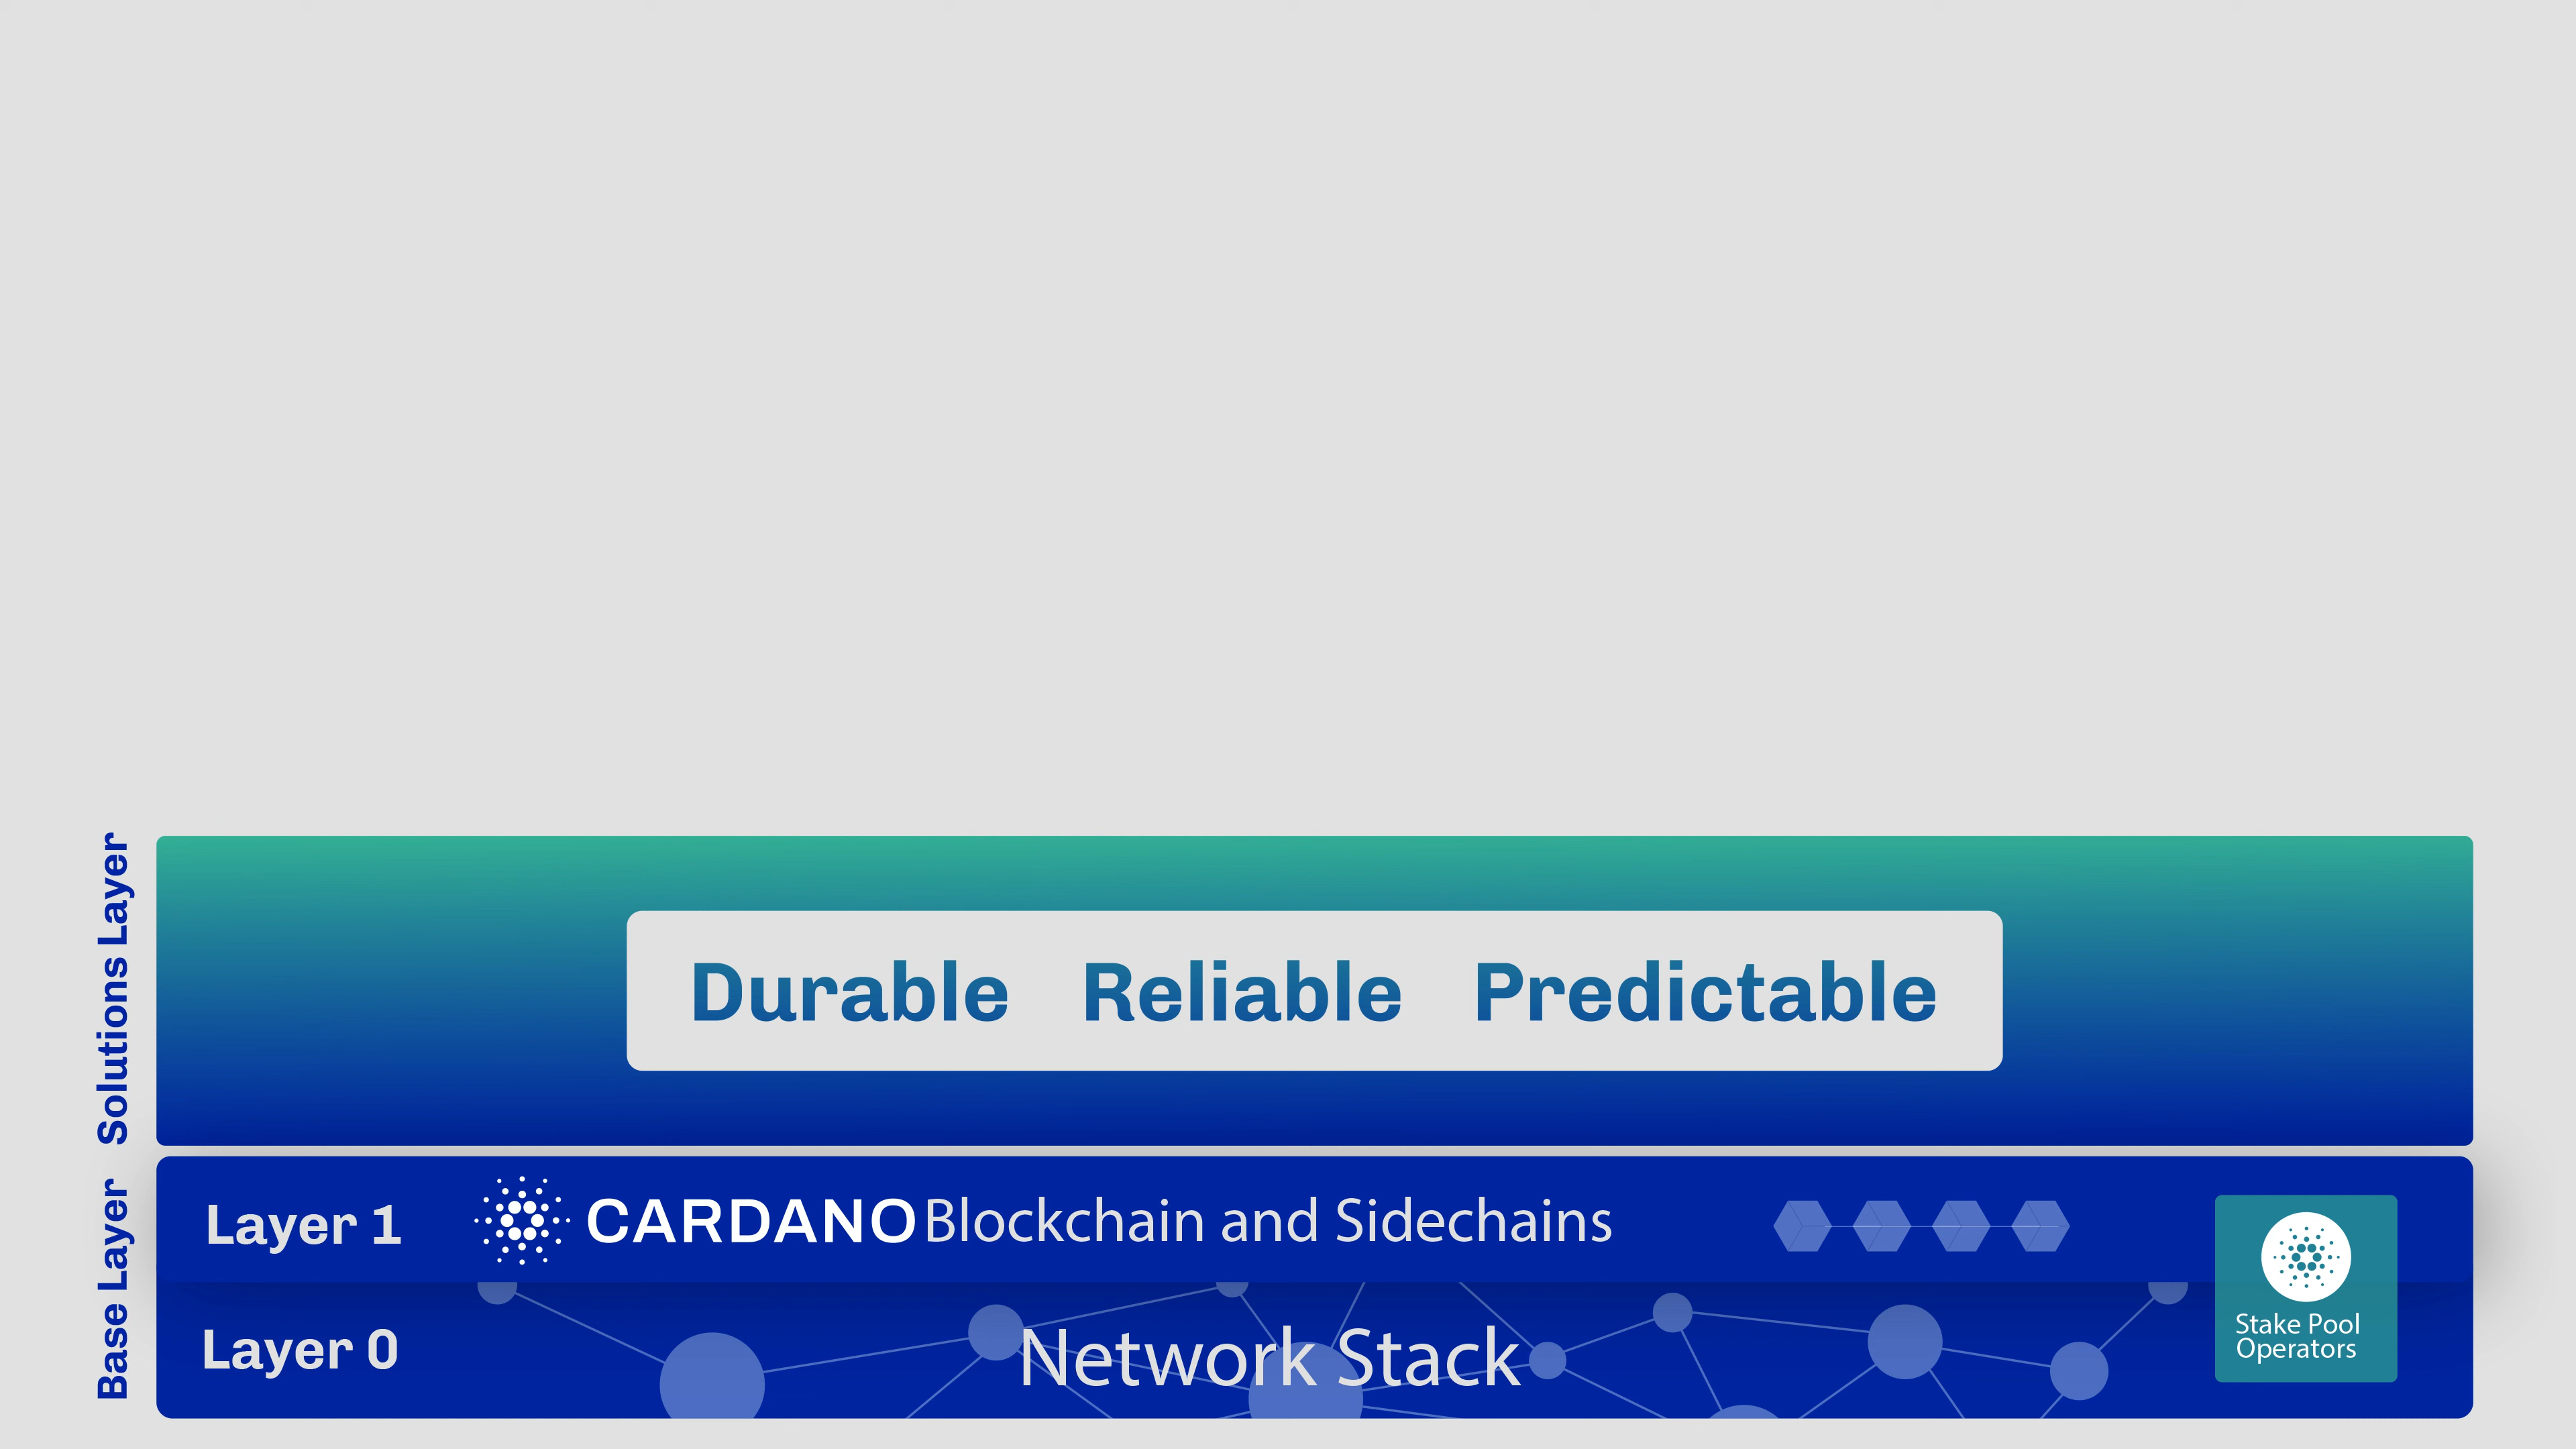 Solutions Layer
Durable Reliable Predictable
Base Layer
Layer 1
CARDANO Blockchain and Sidechains
Layer 0
Network Stack
Stake Pool
Operators